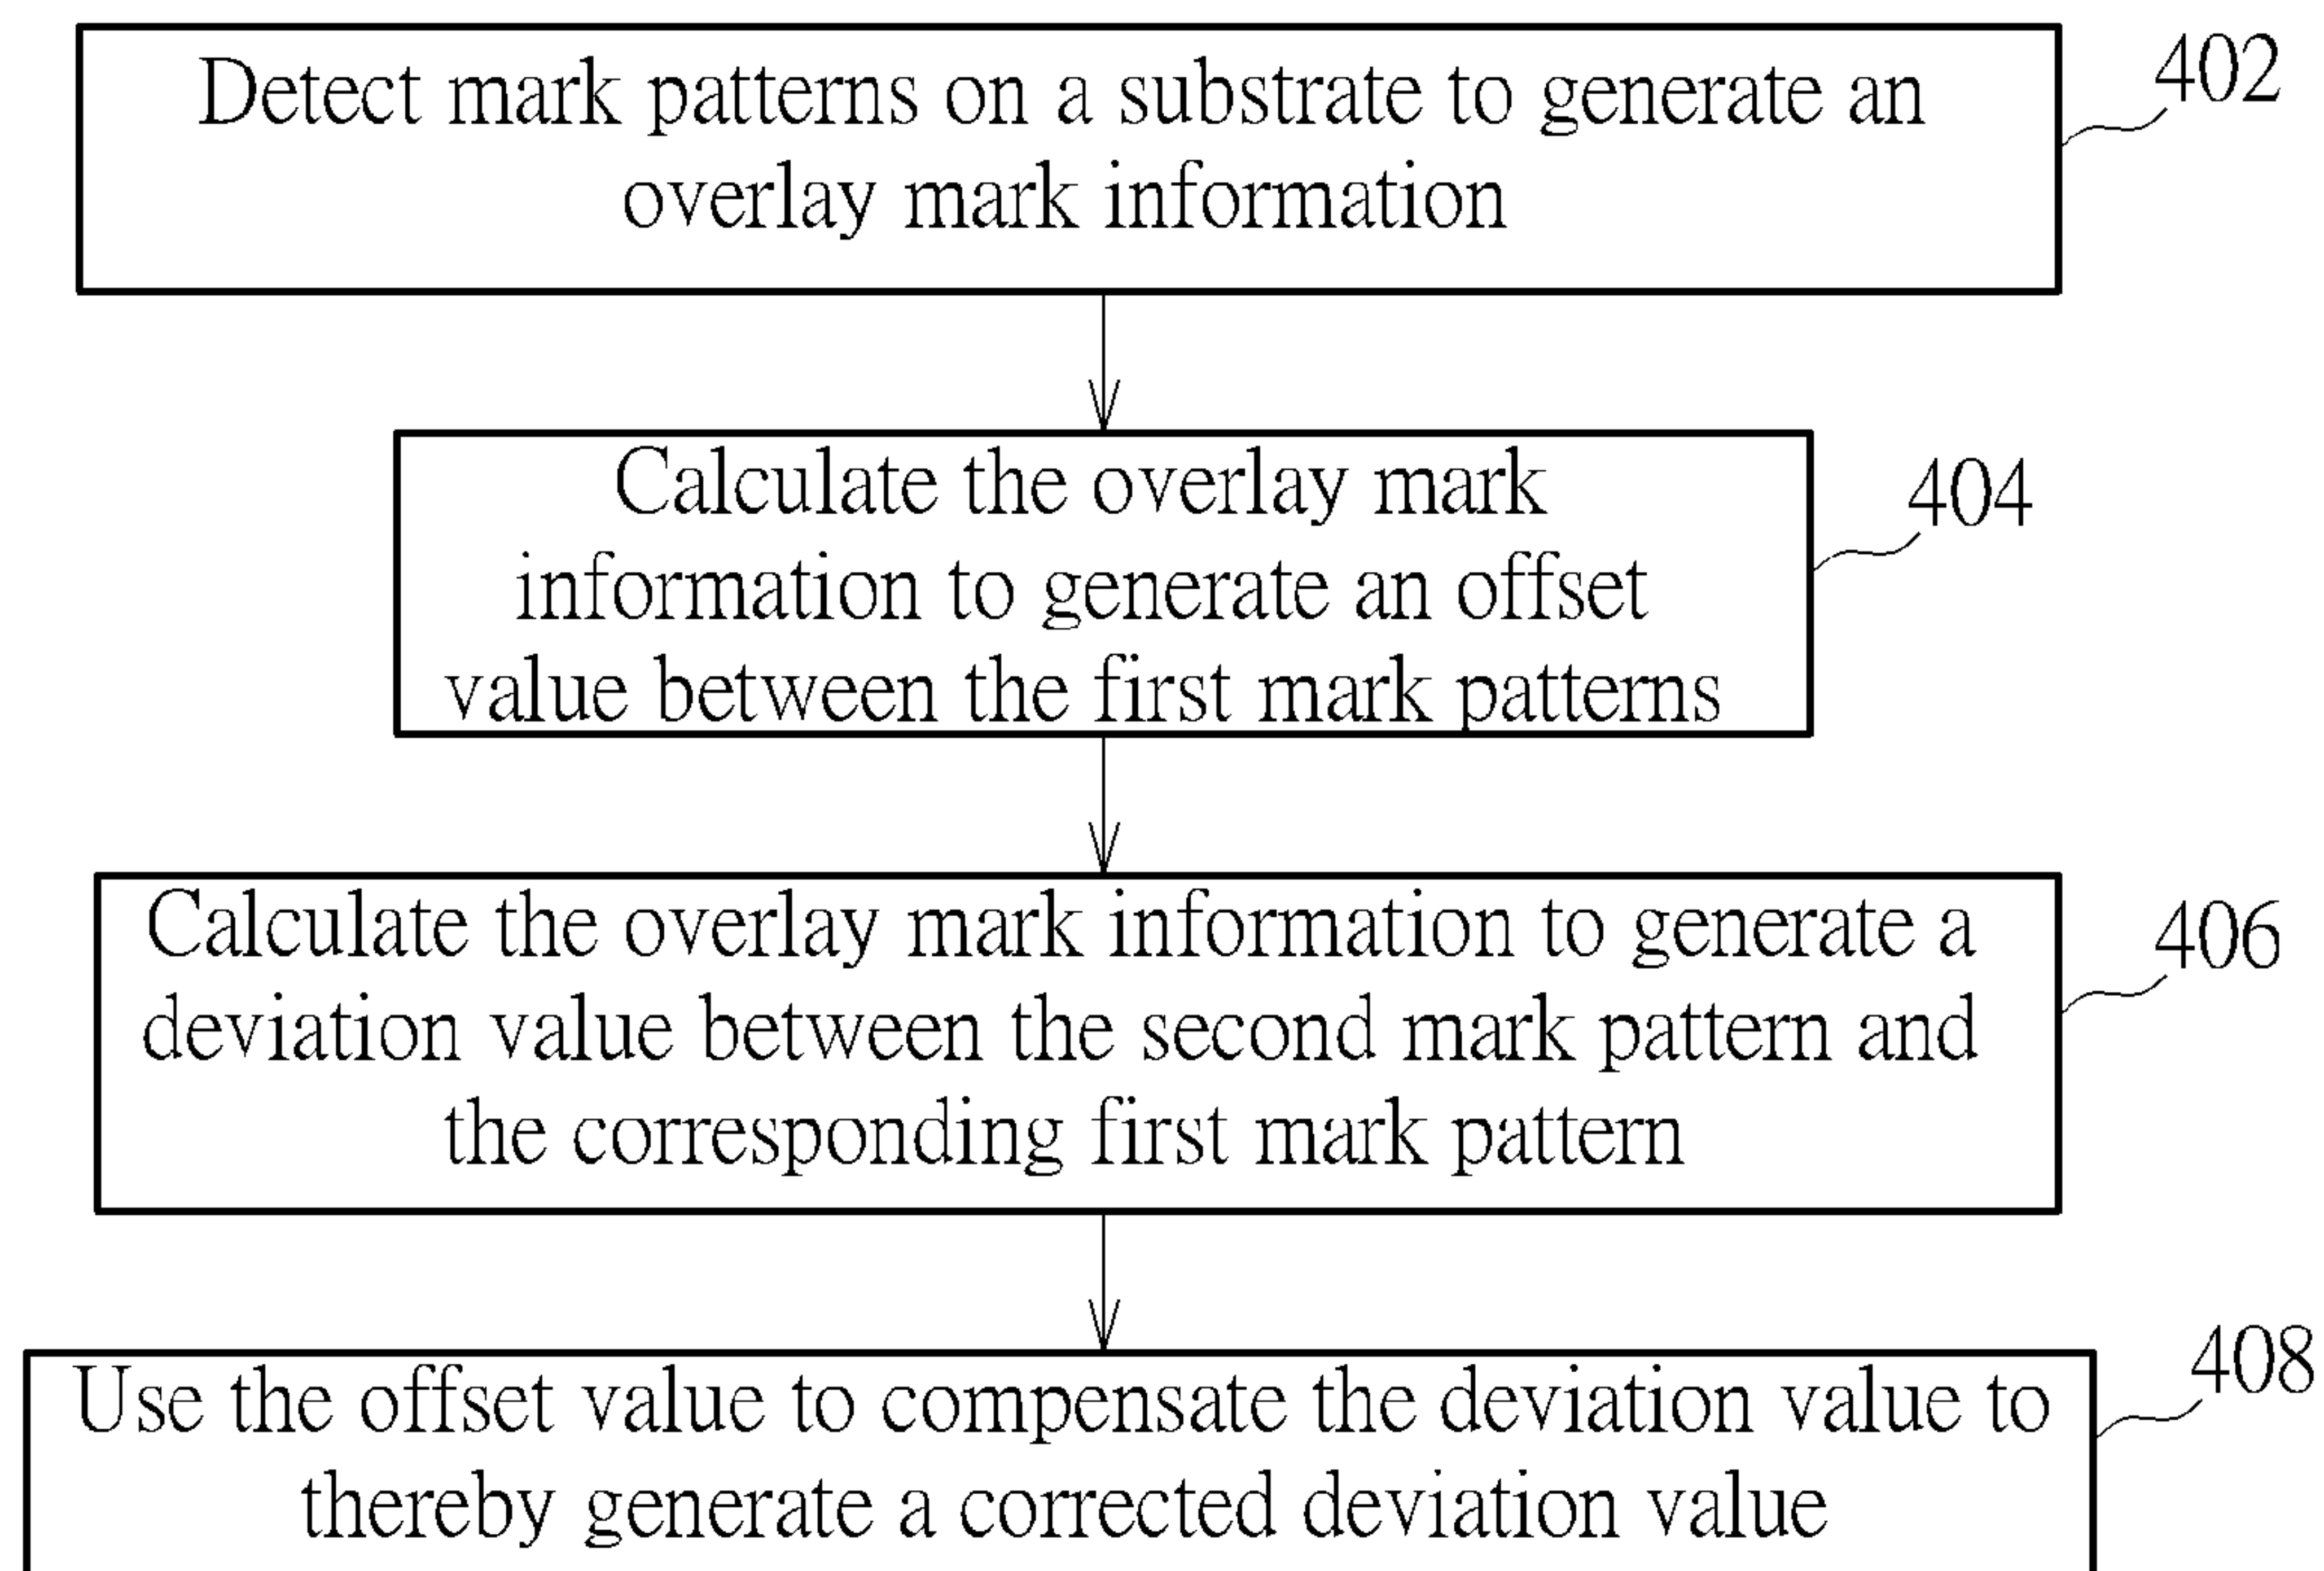 Detect mark patterns on a substrate to generate an
overlay mark information
402
Calculate the overlay mark
information to generate an offset
value between the first mark patterns
404
Calculate the overlay mark information to generate a
deviation value between the second mark pattern and
the corresponding first mark pattern
406
Use the offset value to compensate the deviation value to
thereby generate a corrected deviation value
408